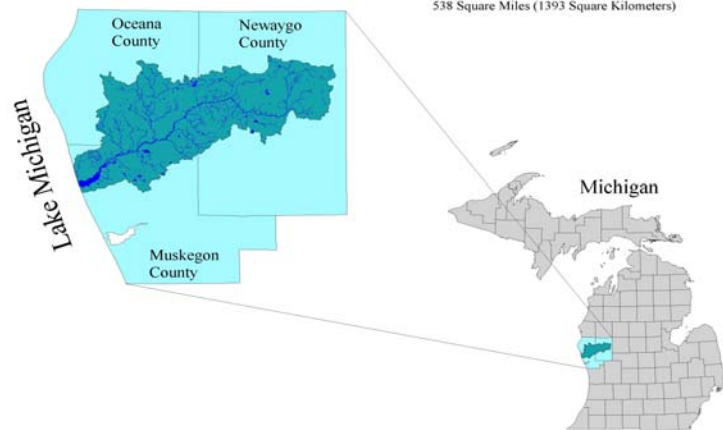 538 Square Miles (1393 Square Kilometers)
Oceana
County
Newaygo
County
Lake Michigan
Michigan
Muskegon
County